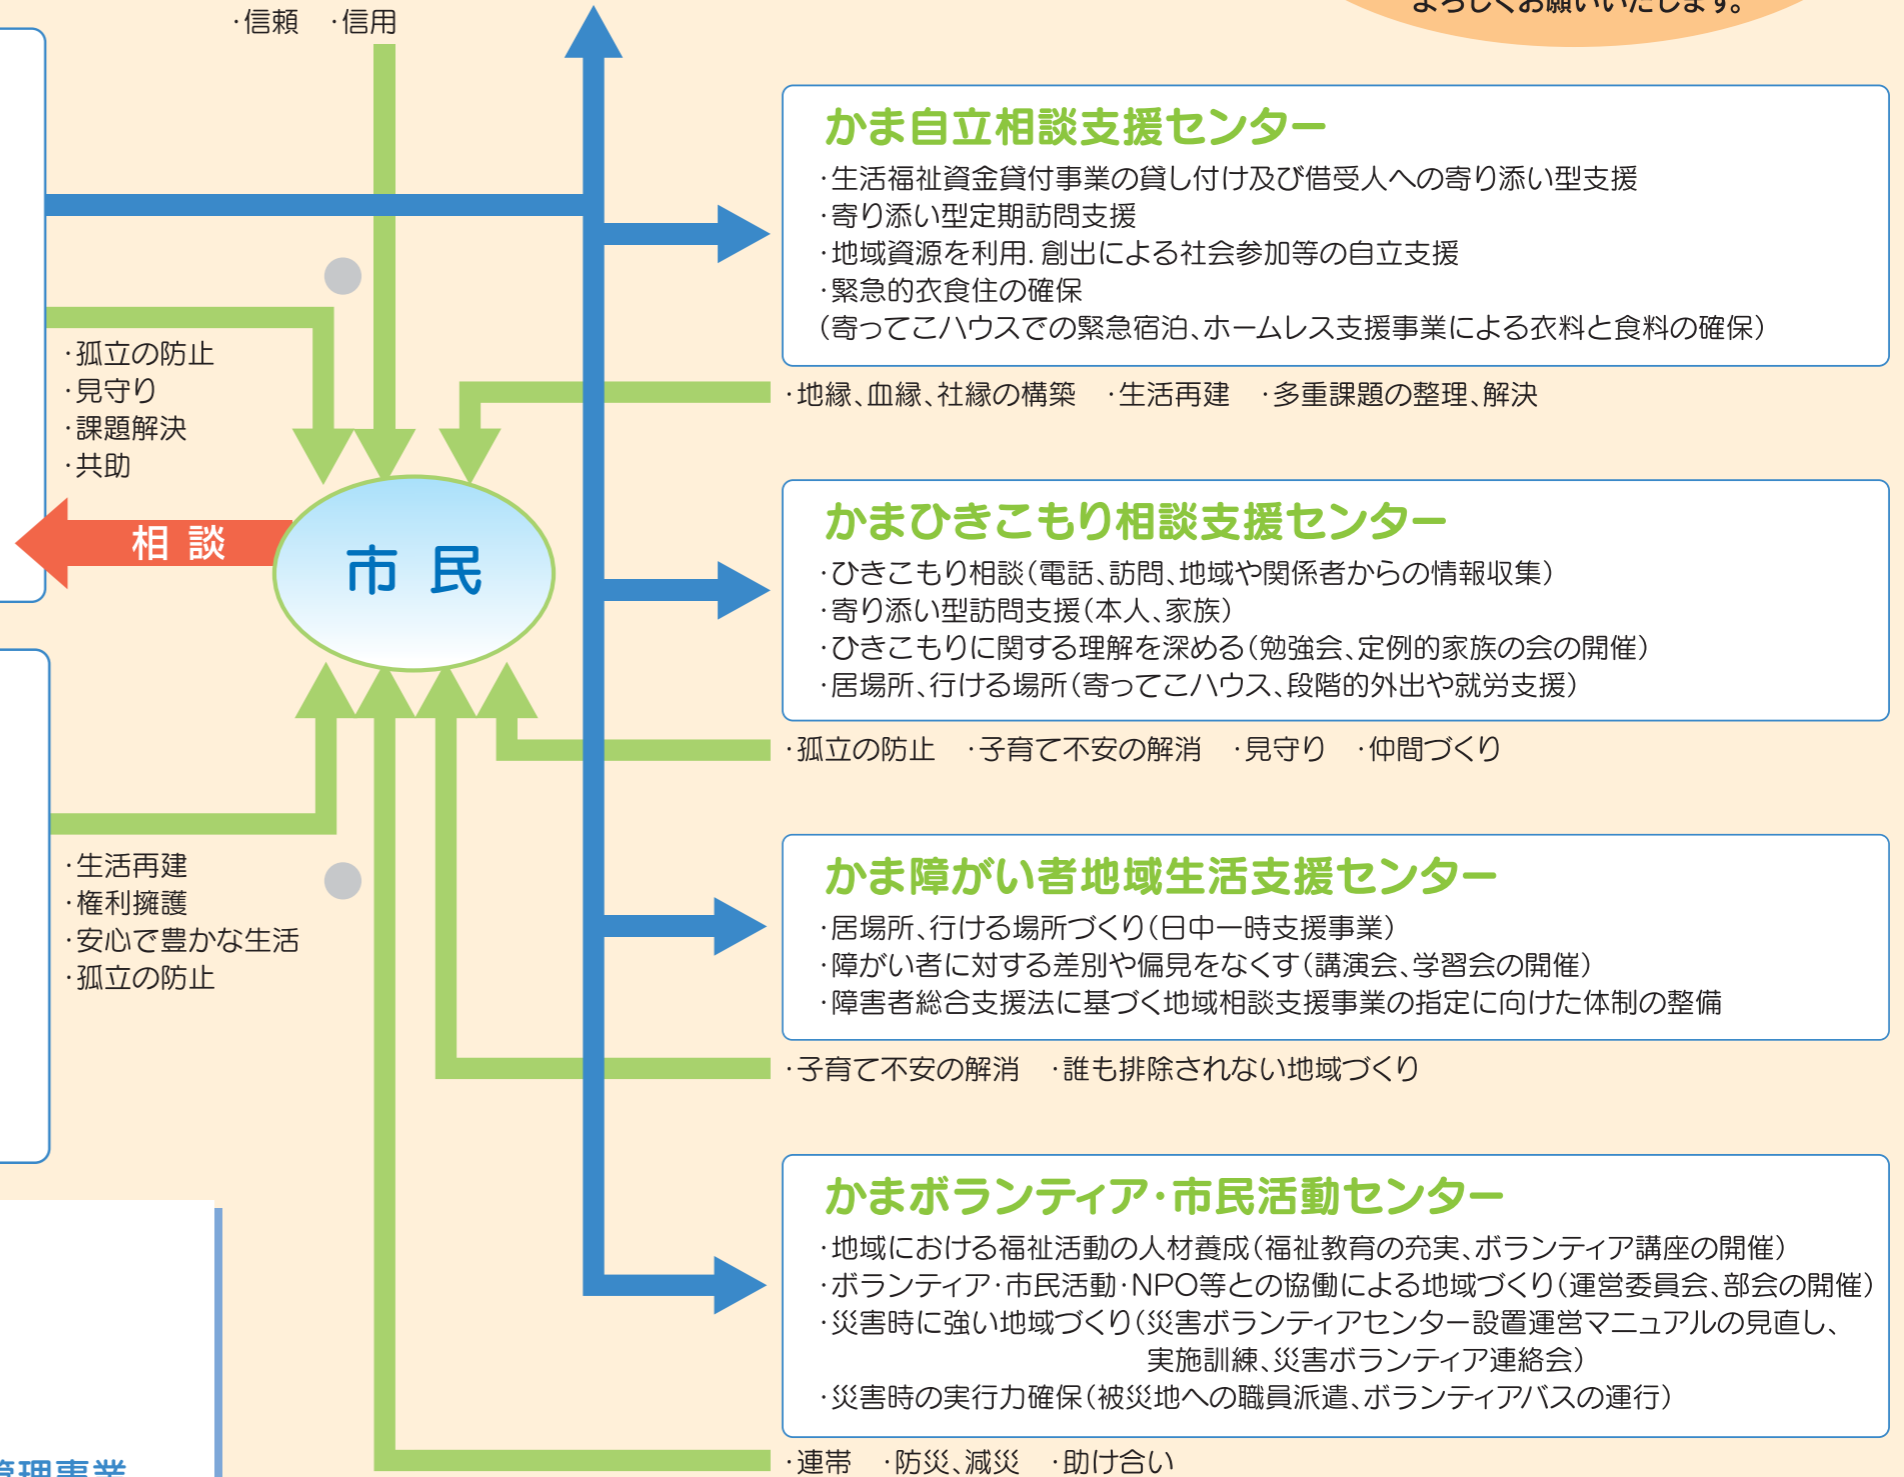 よろしくお願いいたします。
·信頼　·信用
かま自立相談支援センター
·生活福祉資金貸付事業の貸し付け及び借受人への寄り添い型支援
·寄り添い型定期訪問支援
·地域資源を利用．創出による社会参加等の自立支援
·緊急的衣食住の確保
（寄ってこハウスでの緊急宿泊、ホームレス支援事業による衣料と食料の確保）
·孤立の防止
·見守り
·課題解決
·共助
·地縁、血縁、社縁の構築　·生活再建　·多重課題の整理、解決
相 談
市 民
かまひきこもり相談支援センター
·ひきこもり相談（電話、訪問、地域や関係者からの情報収集）
·寄り添い型訪問支援（本人、家族）
·ひきこもりに関する理解を深める（勉強会、定例的家族の会の開催）
·居場所、行ける場所（寄ってこハウス、段階的外出や就労支援）
·孤立の防止　·子育て不安の解消　·見守り　·仲間づくり
·生活再建
·権利擁護
·安心で豊かな生活
·孤立の防止
かま障がい者地域生活支援センター
·居場所、行ける場所づくり（日中一時支援事業）
·障がい者に対する差別や偏見をなくす（講演会、学習会の開催）
·障害者総合支援法に基づく地域相談支援事業の指定に向けた体制の整備
·子育て不安の解消　·誰も排除されない地域づくり
かまボランティア·市民活動センター
·地域における福祉活動の人材養成（福祉教育の充実、ボランティア講座の開催）
·ボランティア·市民活動·NPO等との協働による地域づくり（運営委員会、部会の開催）
·災害時に強い地域づくり（災害ボランティアセンター設置運営マニュアルの見直し、
実施訓練、災害ボランティア連絡会）
·災害時の実行力確保（被災地への職員派遣、ボランティアバスの運行）
·連帯　·防災、減災　·助け合い
管理事業